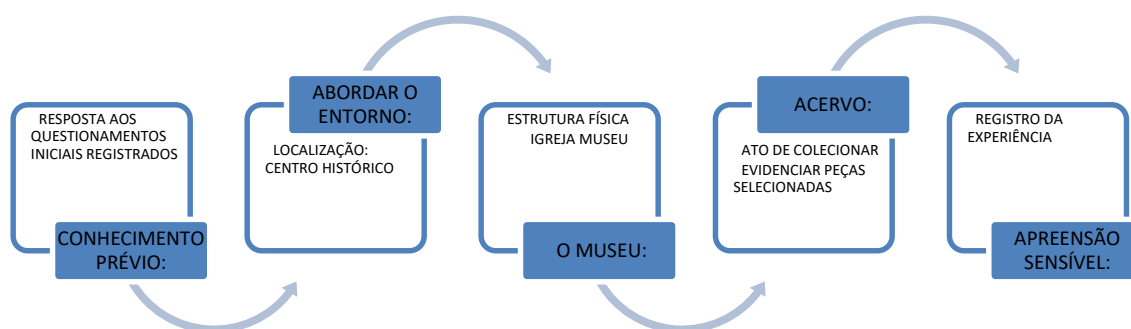 RESPOSTA AOS
QUESTIONAMENTOS
INICIAIS REGISTRADOS
CONHECIMENTO
PRÉVIO:
ABORDAR O
ENTORNO:
LOCALIZAÇÃO:
CENTRO HISTÓRICO
ESTRUTURA FÍSICA
IGREJA MUSEU
O MUSEU:
ACERVO:
ATO DE COLECIONAR
EVIDENCIAR PEÇAS
SELECIONADAS
REGISTRO DA
EXPERIÊNCIA
APREENSÃO
SENSÍVEL: